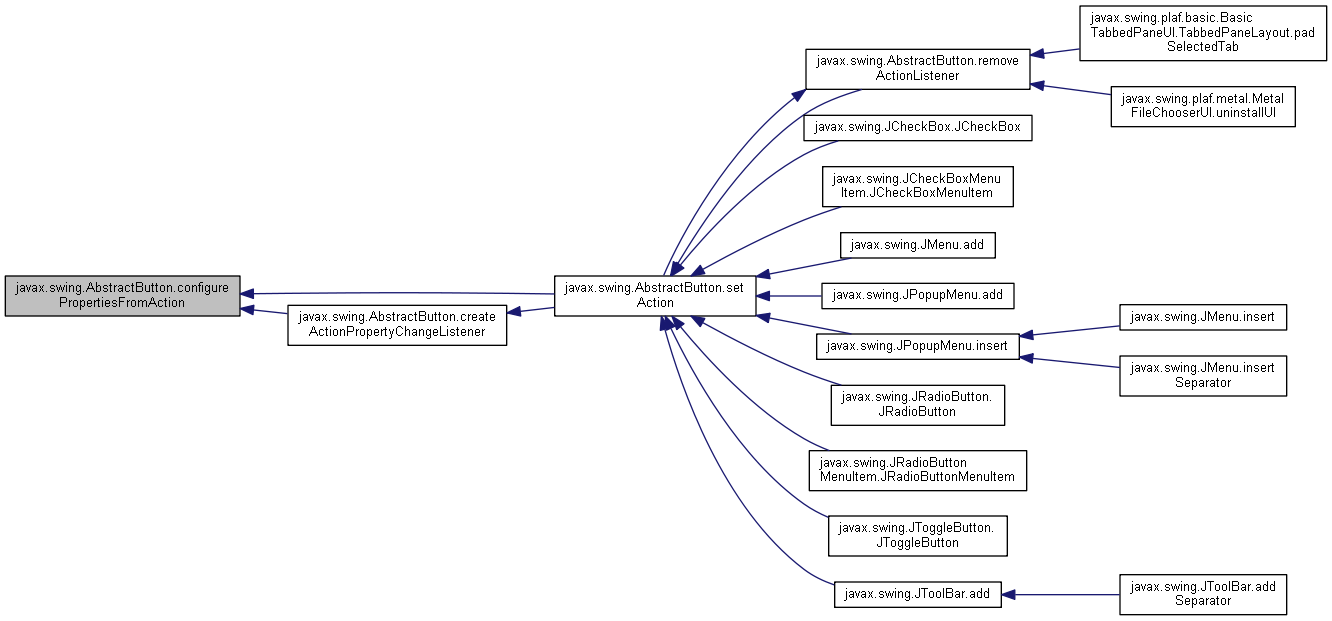 javax.swing.AbstractButton.configure
PropertiesFromAction
javax.swing.AbstractButton.create
ActionPropertyChangeListener
javax.swing.AbstractButton.set
Action
javax.swing.AbstractButton.remove
ActionListener
javax.swing.plaf.basic.Basic
TabbedPaneUI.TabbedPaneLayout.pad
SelectedTab
javax.swing.plaf.metal.Metal
FileChooserUI.uninstallUI
javax.swing.JCheckBox.JCheckBox
javax.swing.JCheckBoxMenu
Item.JCheckBoxMenuItem
javax.swing.JMenu.add
javax.swing.JPopupMenu.add
javax.swing.JPopupMenu.insert
javax.swing.JMenu.insert
javax.swing.JMenu.insert
Separator
javax.swing.JRadioButton.
JRadioButton
javax.swing.JRadioButton
MenuItem.JRadioButtonMenuItem
javax.swing.JToggleButton.
JToggleButton
javax.swing.JToolBar.add
javax.swing.JToolBar.add
Separator